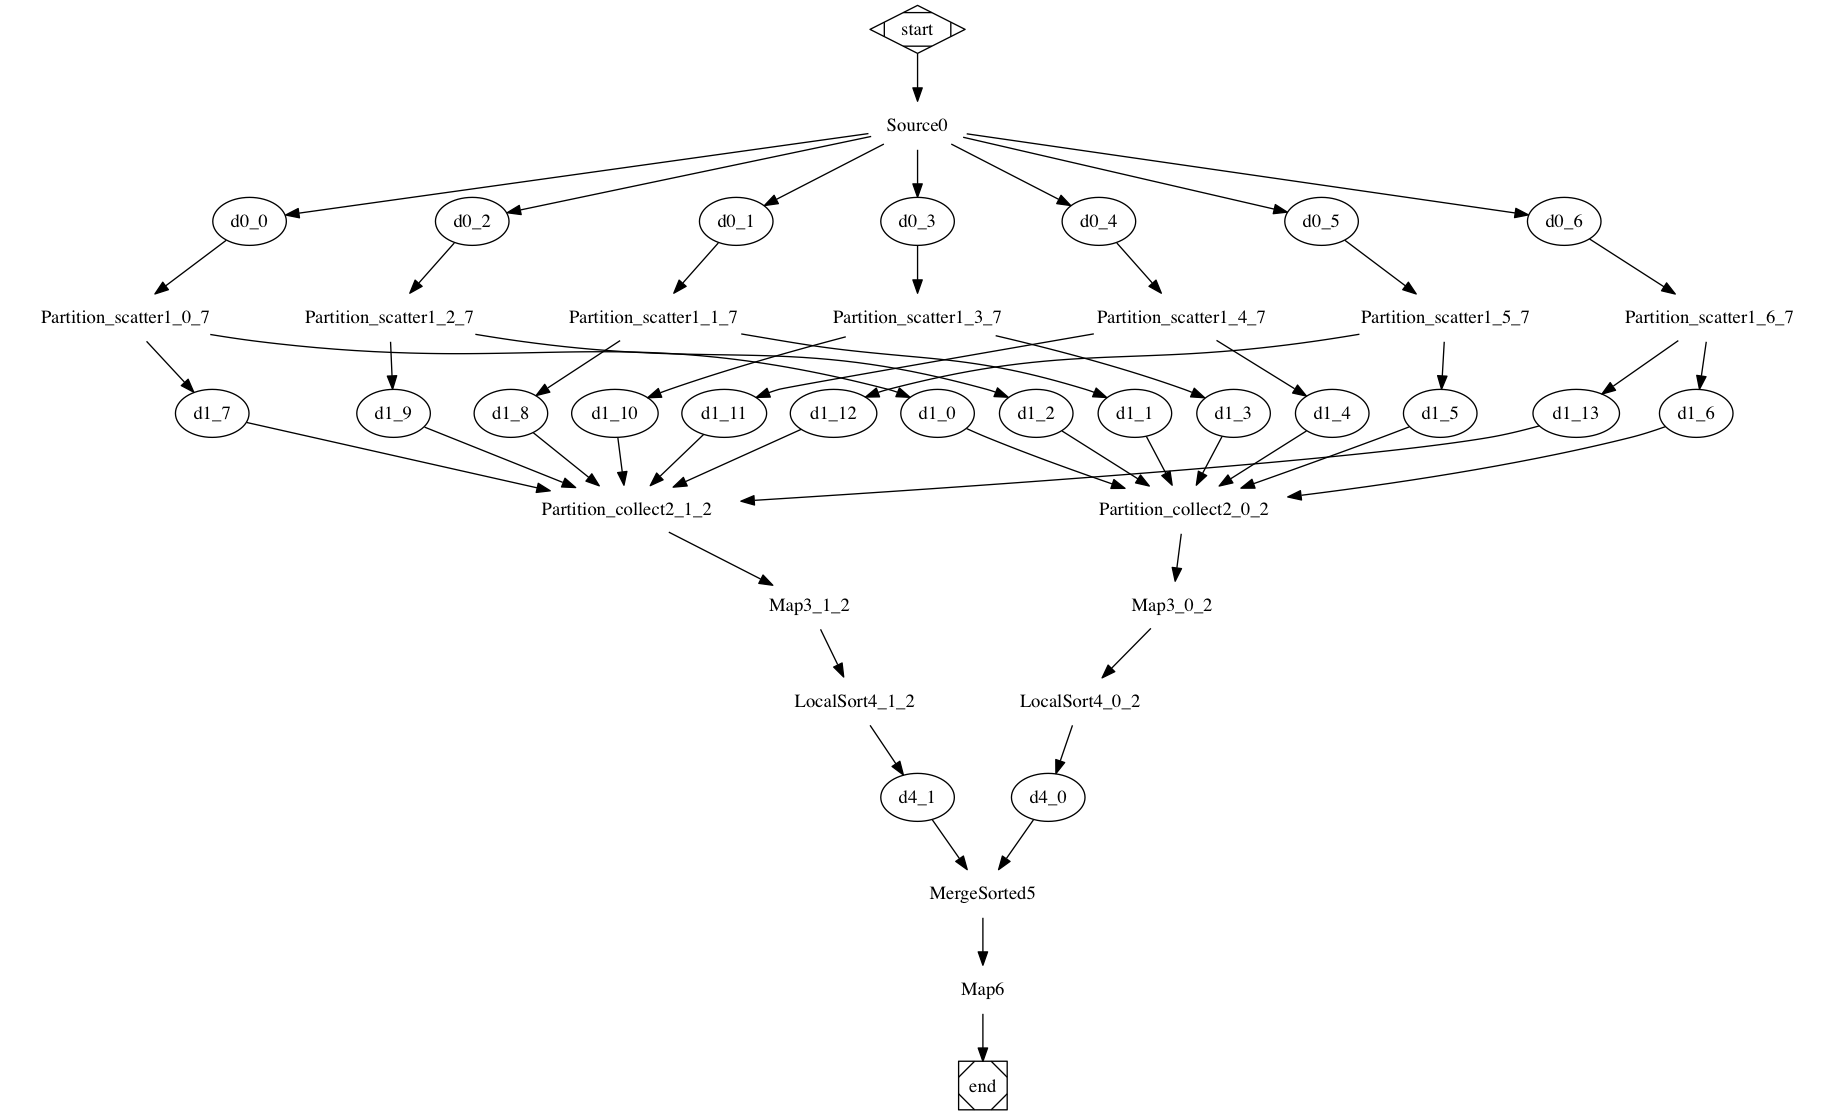 start
Source0
d0_0 d0_2 d0_1 d0_3 d0_4 d0_5 d0_6
Partition_scatter1_0_7 Partition_scatter1_2_7 Partition_scatter1_1_7 Partition_scatter1_3_7 Partition_scatter1_4_7 Partition_scatter1_5_7 Partition_scatter1_6_7
d1_7 d1_9 d1_8 d1_10 d1_11 d1_12 d1_0 d1_2 d1_1 d1_3 d1_4 d1_5 d1_13 d1_6
Partition_collect2_1_2 Partition_collect2_0_2
Map3_1_2 Map3_0_2
LocalSort4_1_2 LocalSort4_0_2
d4_1 d4_0
MergeSorted5
Map6
end